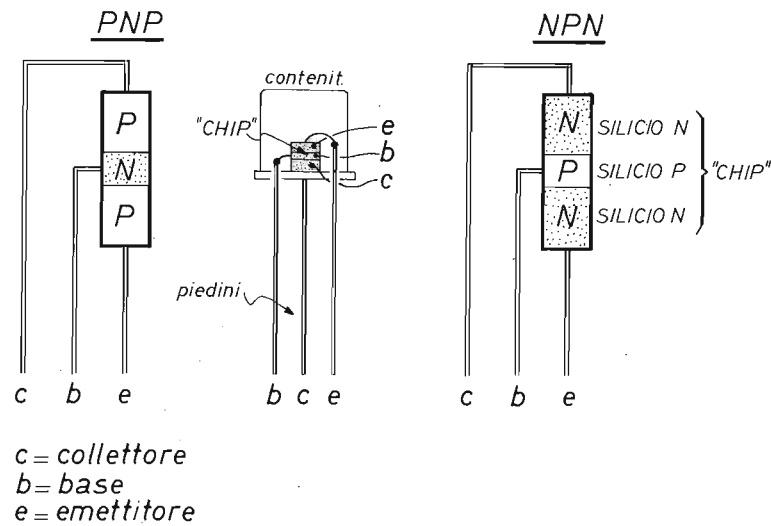 PNP
P
N
P
c b e
contenit.
"CHIP"
e
b
c
piedini
b c e
NPN
N SILICIO N
P SILICIO P
N SILICIO N
"CHIP"
c b e
c = collettore
b = base
e = emettitore